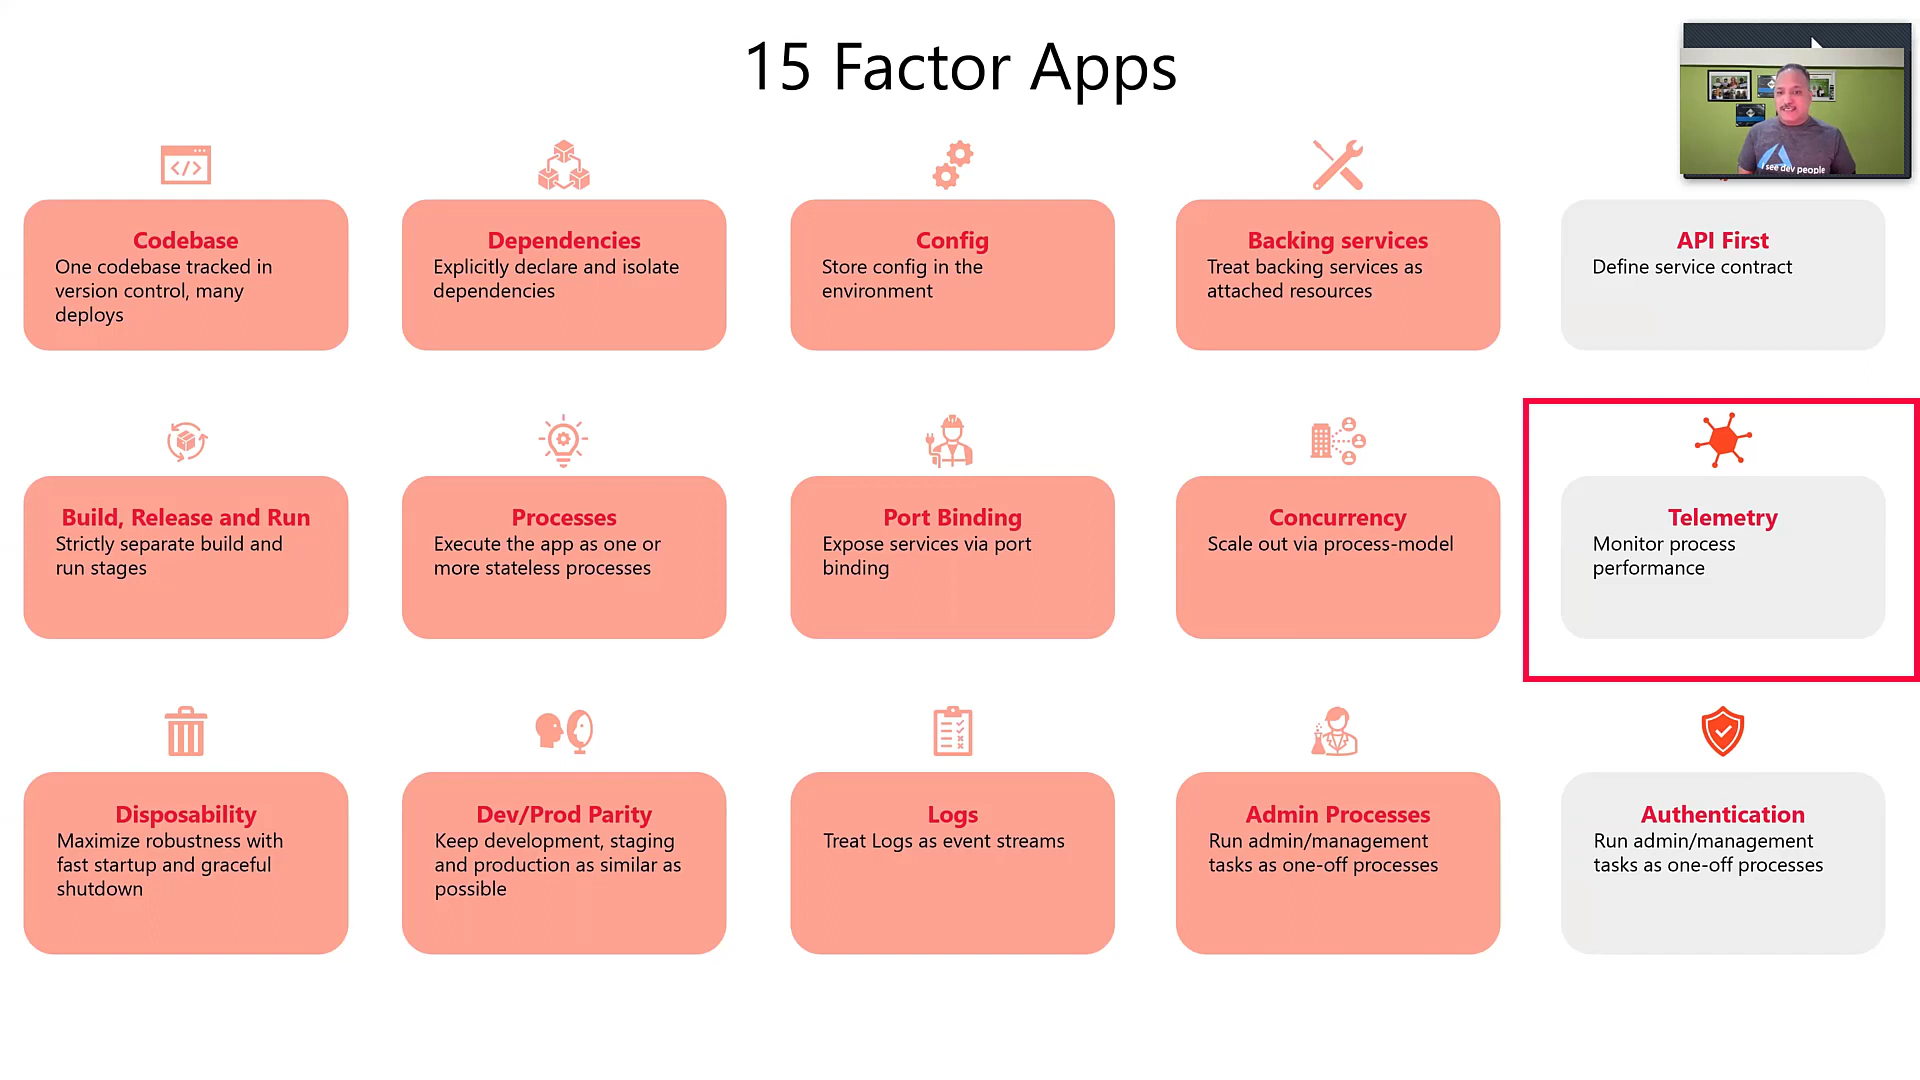 15 Factor Apps
I see dev people
Codebase
One codebase tracked in
version control, many
deploys
Dependencies
Explicitly declare and isolate
dependencies
Config
Store config in the
environment
Backing services
Treat backing services as
attached resources
API First
Define service contract
Build, Release and Run
Strictly separate build and
run stages
Processes
Execute the app as one or
more stateless processes
Port Binding
Expose services via port
binding
Concurrency
Scale out via process-model
Telemetry
Monitor process
performance
Disposability
Maximize robustness with
fast startup and graceful
shutdown
Dev/Prod Parity
Keep development, staging
and production as similar as
possible
Logs
Treat Logs as event streams
Admin Processes
Run admin/management
tasks as one-off processes
Authentication
Run admin/management
tasks as one-off processes